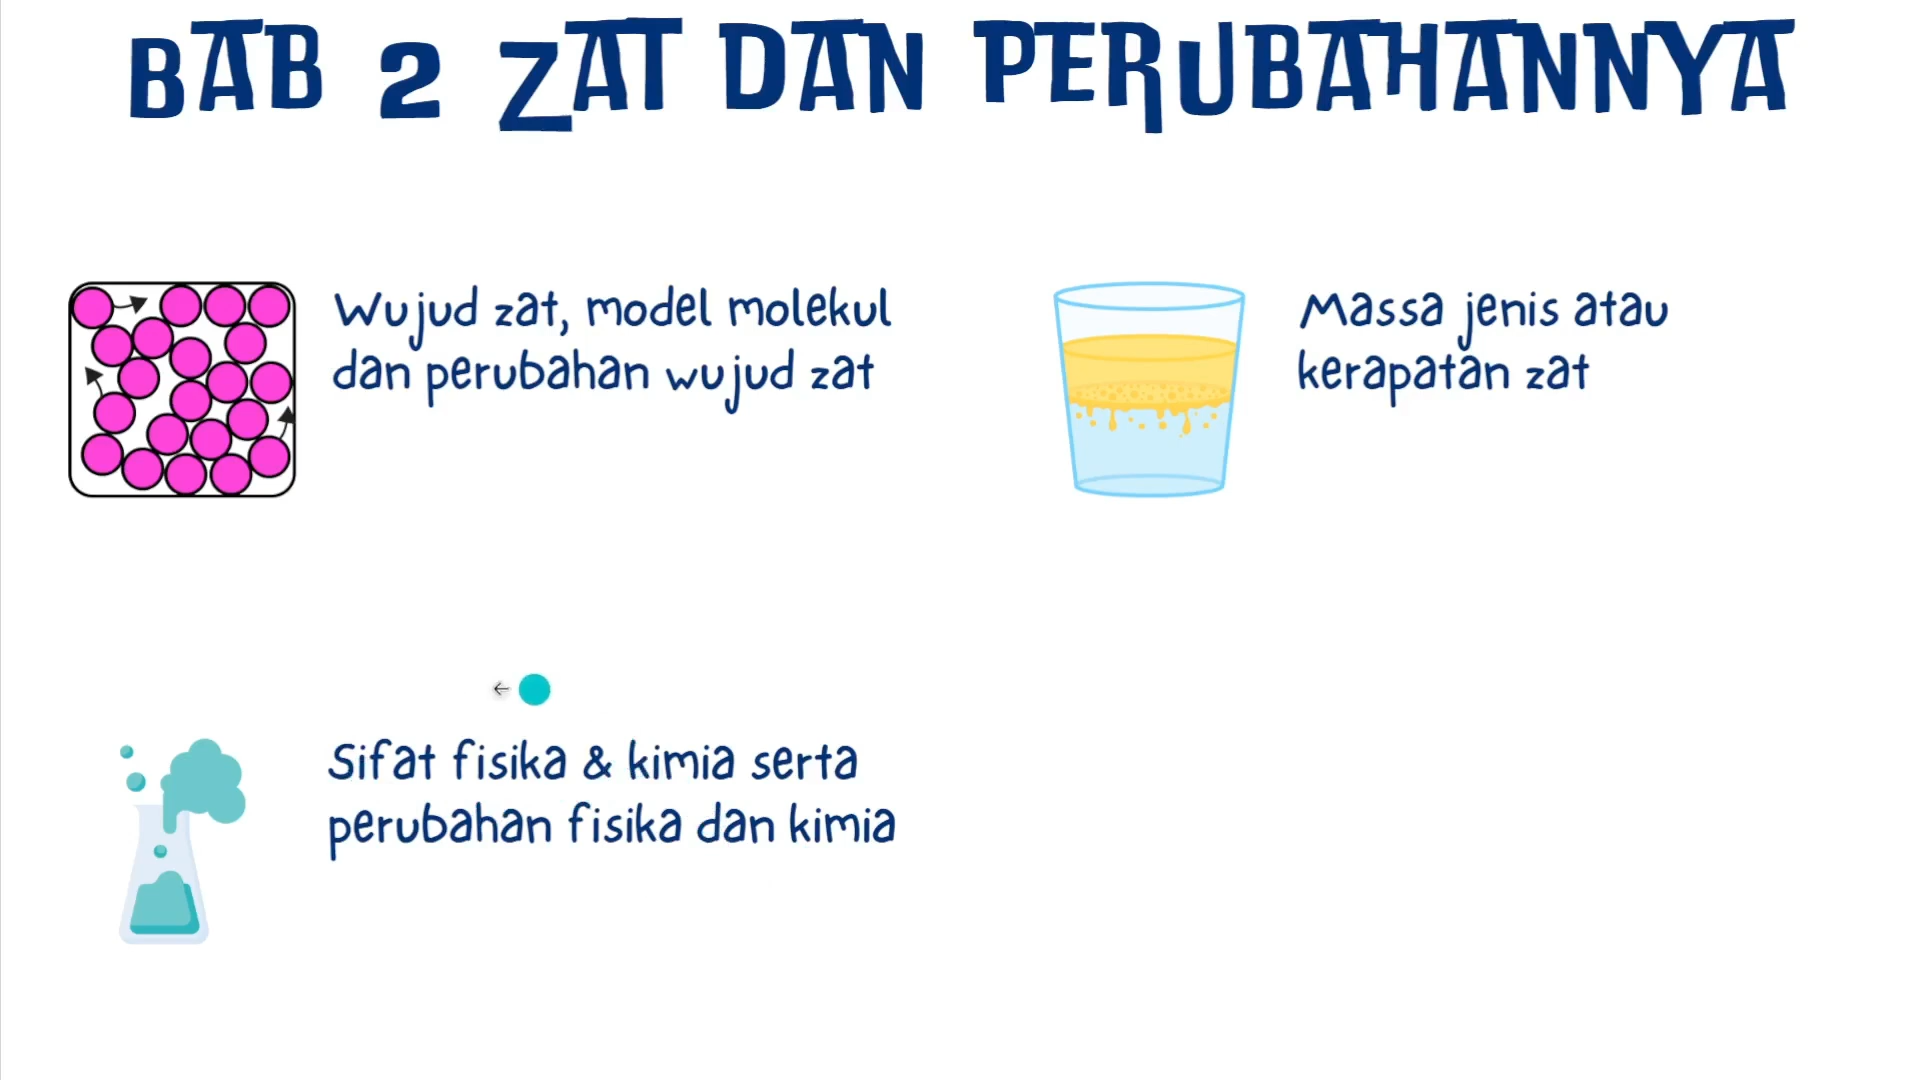 BAB 2 ZAT DAN PERUBAHANNYA
Wujud zat, model molekul
dan perubahan wujud zat
Massa jenis atau
kerapatan zat
Sifat fisika & kimia serta
perubahan fisika dan kimia